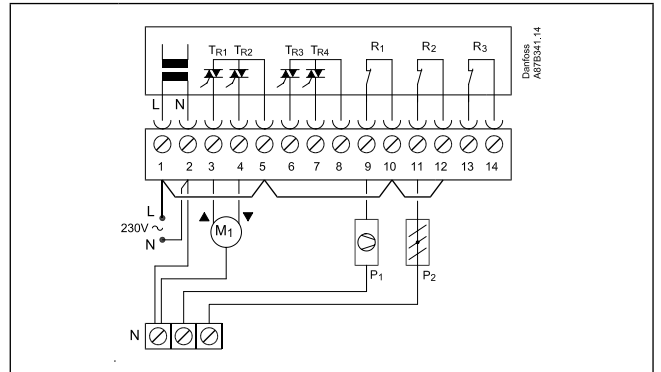 TR1 TR2 TR3 TR4 R1 R2 R3
Danfoss
A87B341.14
L N
1 2 3 4 5 6 7 8 9 10 11 12 13 14
L
230V ~
N
M1
P1 P2
N